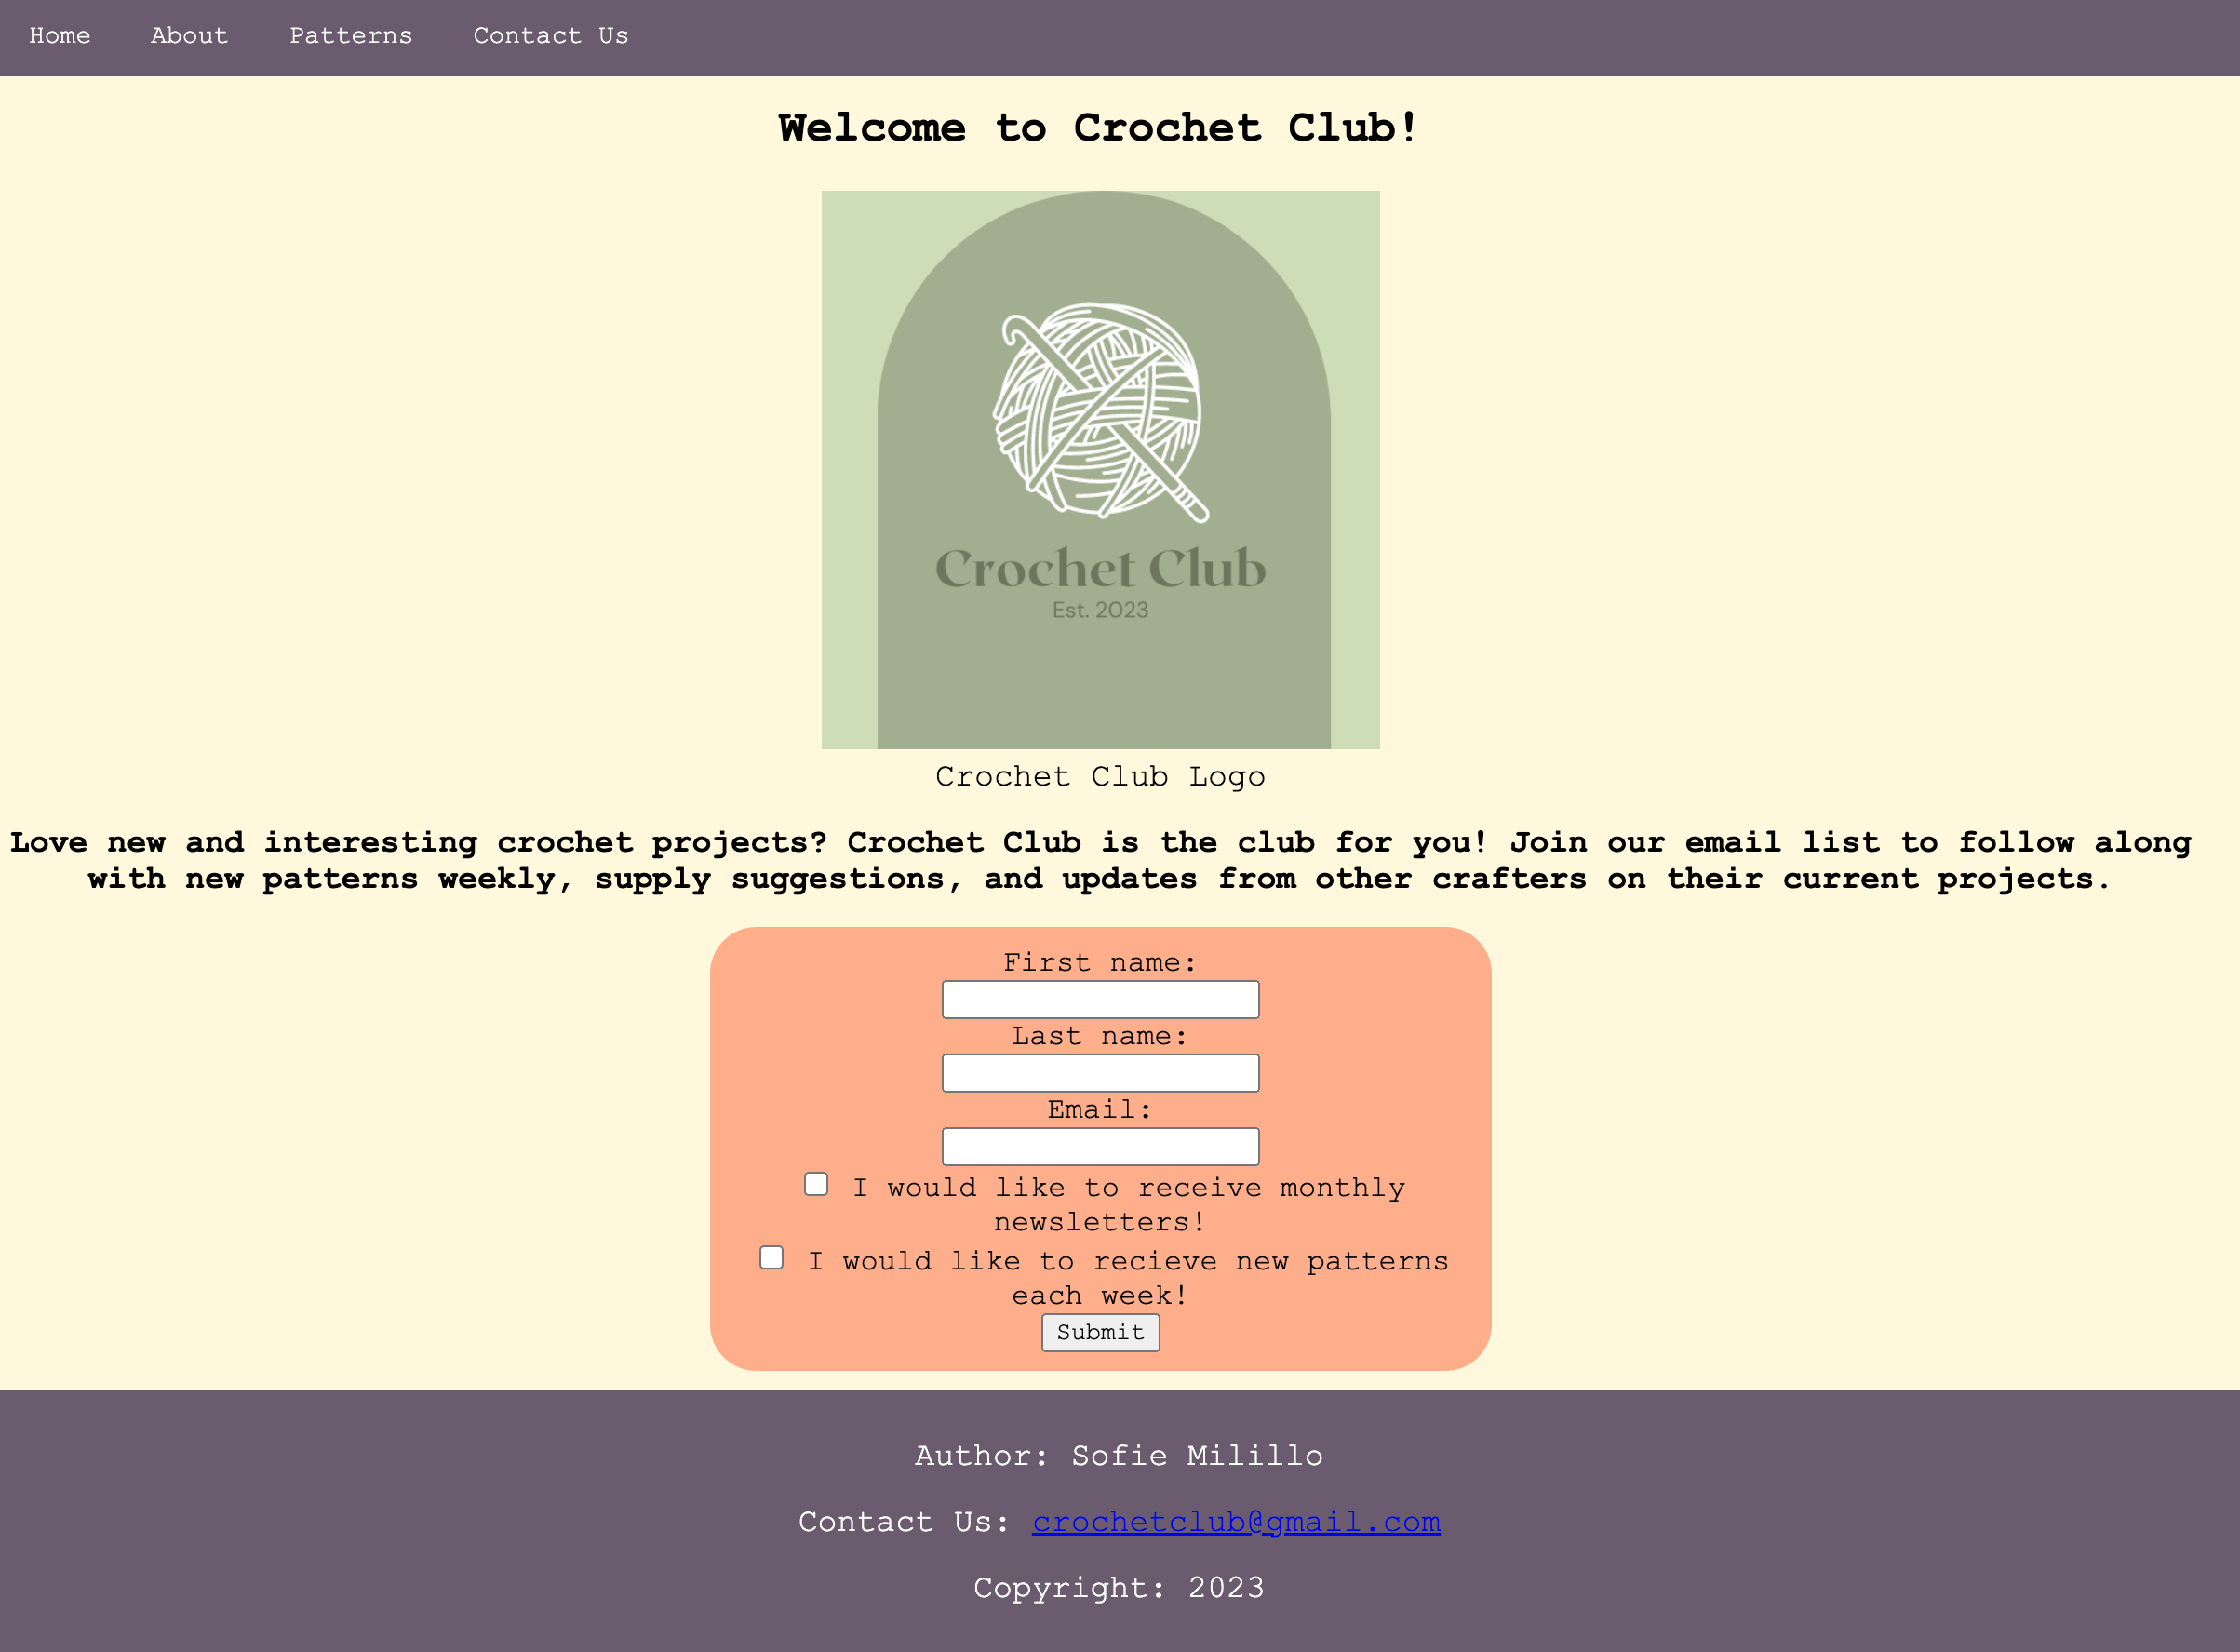 Home About Patterns Contact Us
Welcome to Crochet Club!
Crochet Club
Est. 2023
Crochet Club Logo
Love new and interesting crochet projects? Crochet Club is the club for you! Join our email list to follow along
with new patterns weekly, supply suggestions, and updates from other crafters on their current projects.
First name:
Last name:
Email:
I would like to receive monthly
newsletters!
I would like to recieve new patterns
each week!
Submit
Author: Sofie Milillo
Contact Us: crochetclub@gmail.com
Copyright: 2023